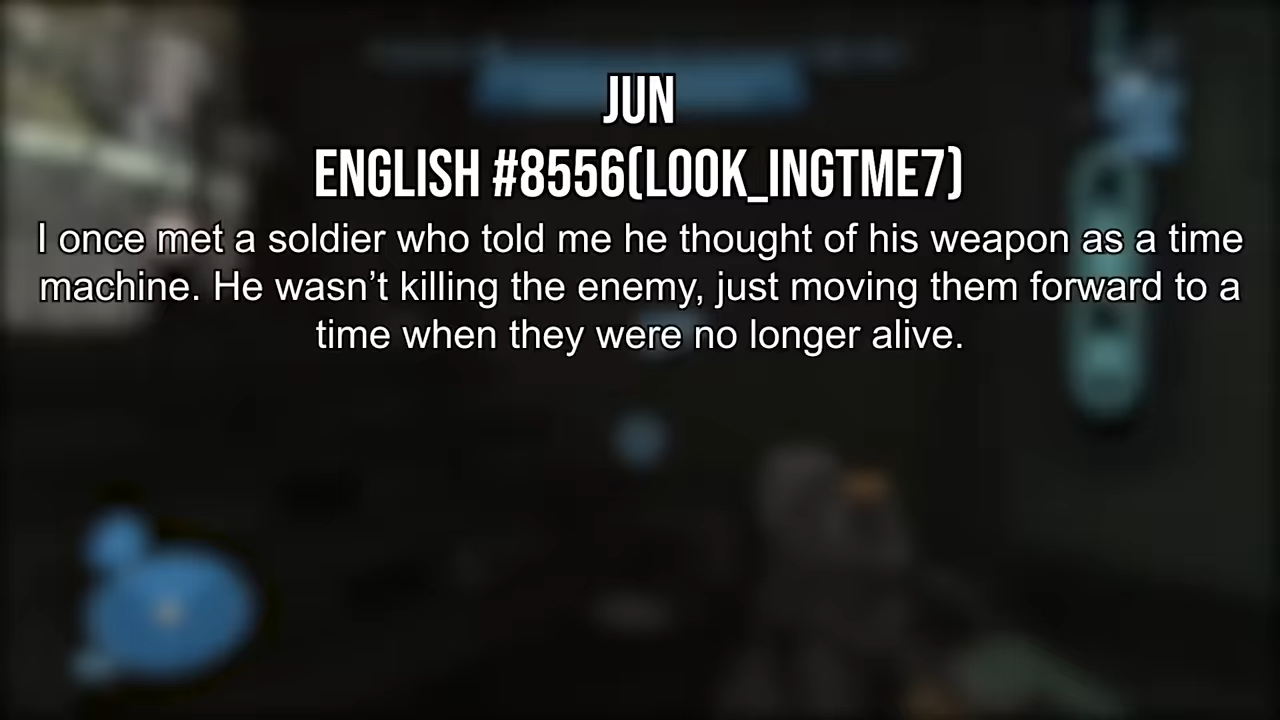 JUN
ENGLISH #8556(LOOK_INGTME7)
I once met a soldier who told me he thought of his weapon as a time
machine. He wasn’t killing the enemy, just moving them forward to a
time when they were no longer alive.